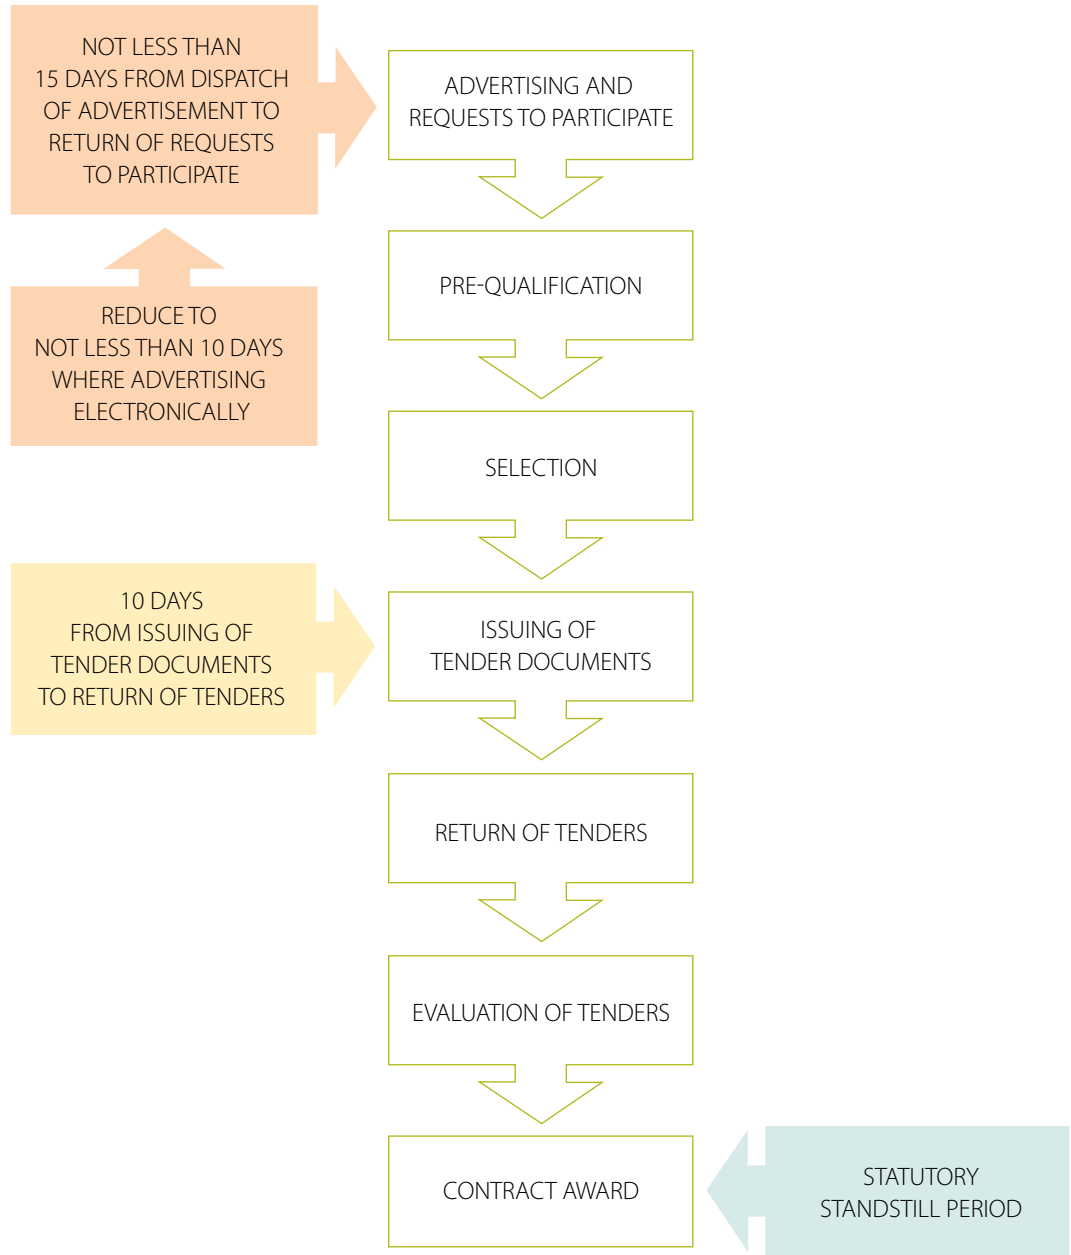 NOT LESS THAN
15 DAYS FROM DISPATCH
OF ADVERTISEMENT TO
RETURN OF REQUESTS
TO PARTICIPATE
ADVERTISING AND
REQUESTS TO PARTICIPATE
REDUCE TO
NOT LESS THAN 10 DAYS
WHERE ADVERTISING
ELECTRONICALLY
PRE-QUALIFICATION
SELECTION
10 DAYS
FROM ISSUING OF
TENDER DOCUMENTS
TO RETURN OF TENDERS
ISSUING OF
TENDER DOCUMENTS
RETURN OF TENDERS
EVALUATION OF TENDERS
CONTRACT AWARD
STATUTORY
STANDSTILL PERIOD